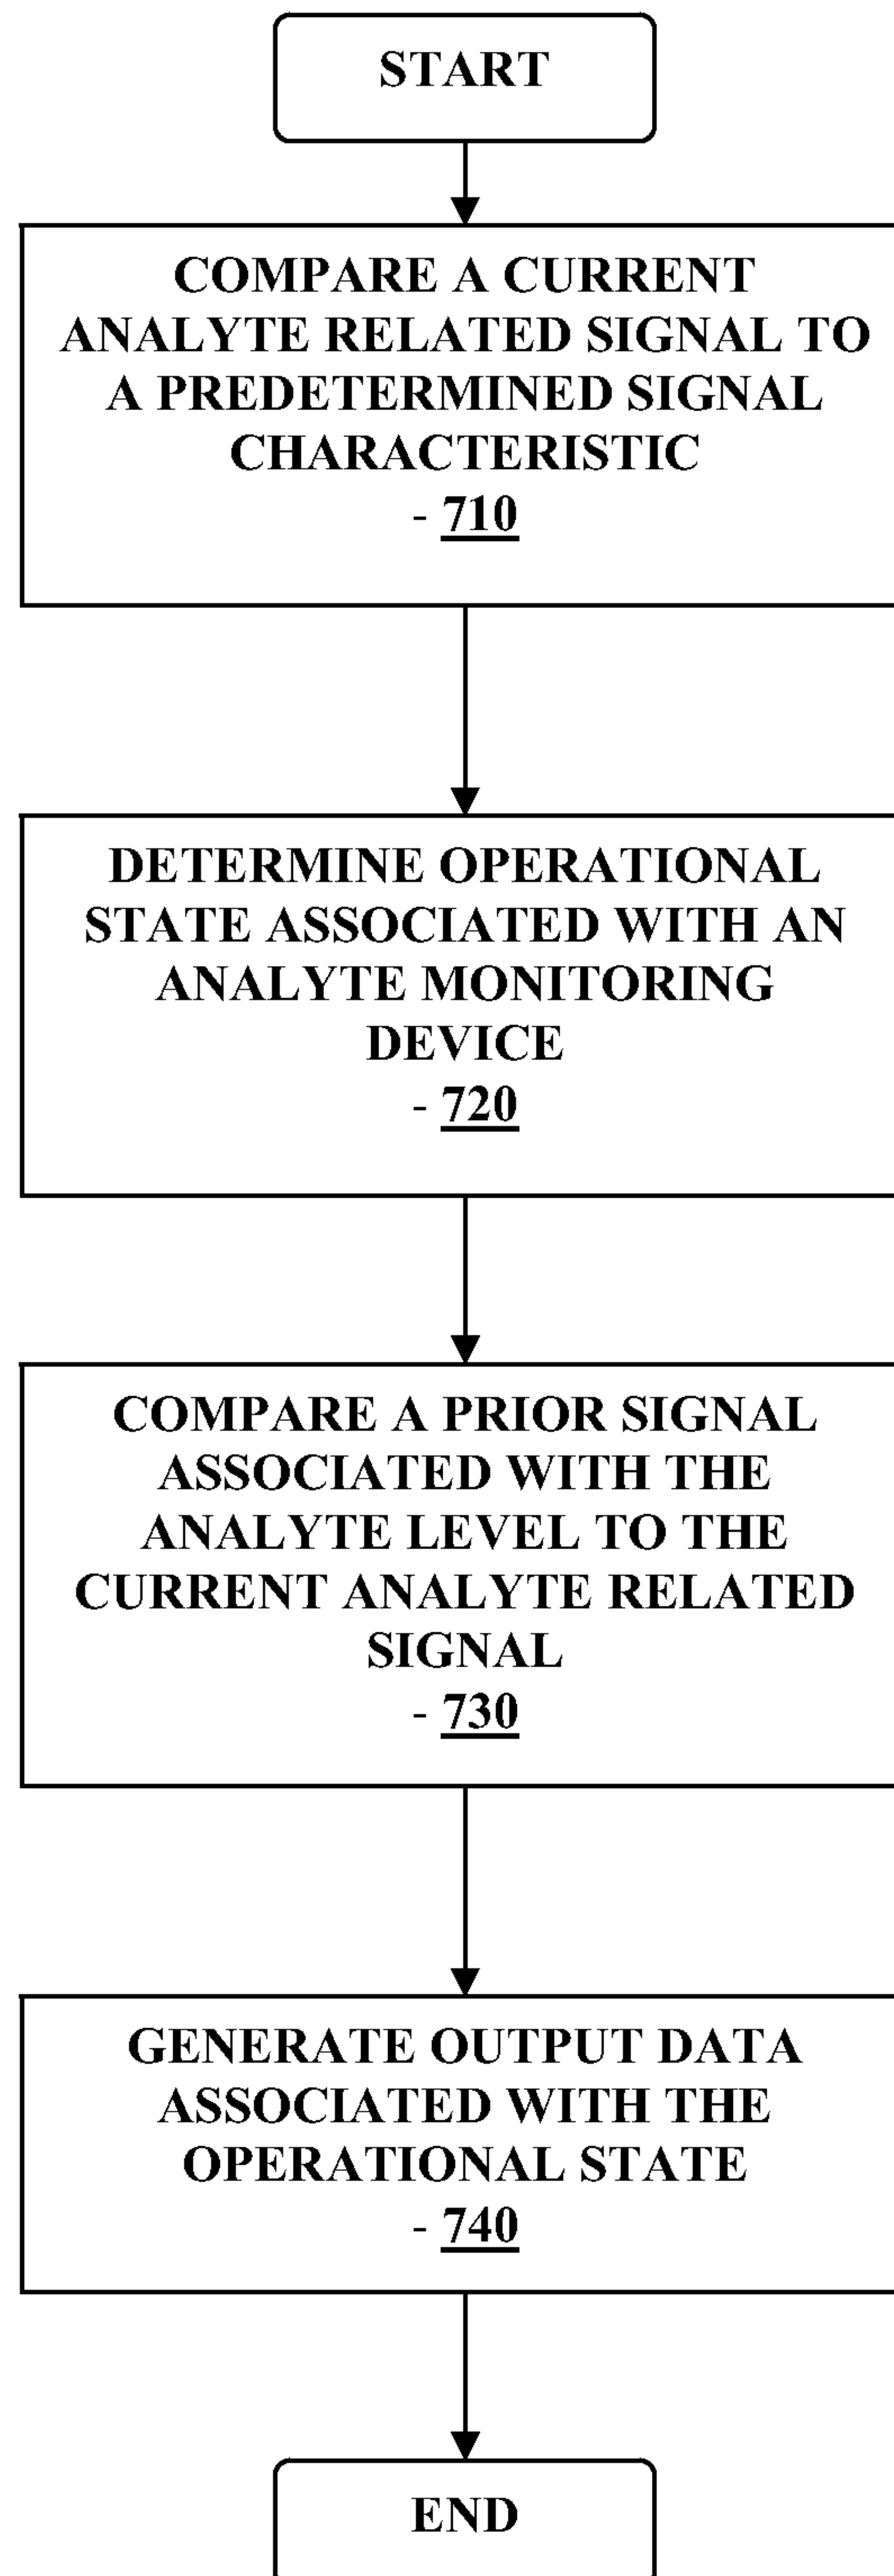 START
COMPARE A CURRENT
ANALYTE RELATED SIGNAL TO
A PREDETERMINED SIGNAL
CHARACTERISTIC
- 710
DETERMINE OPERATIONAL
STATE ASSOCIATED WITH AN
ANALYTE MONITORING
DEVICE
- 720
COMPARE A PRIOR SIGNAL
ASSOCIATED WITH THE
ANALYTE LEVEL TO THE
CURRENT ANALYTE RELATED
SIGNAL
- 730
GENERATE OUTPUT DATA
ASSOCIATED WITH THE
OPERATIONAL STATE
- 740
END